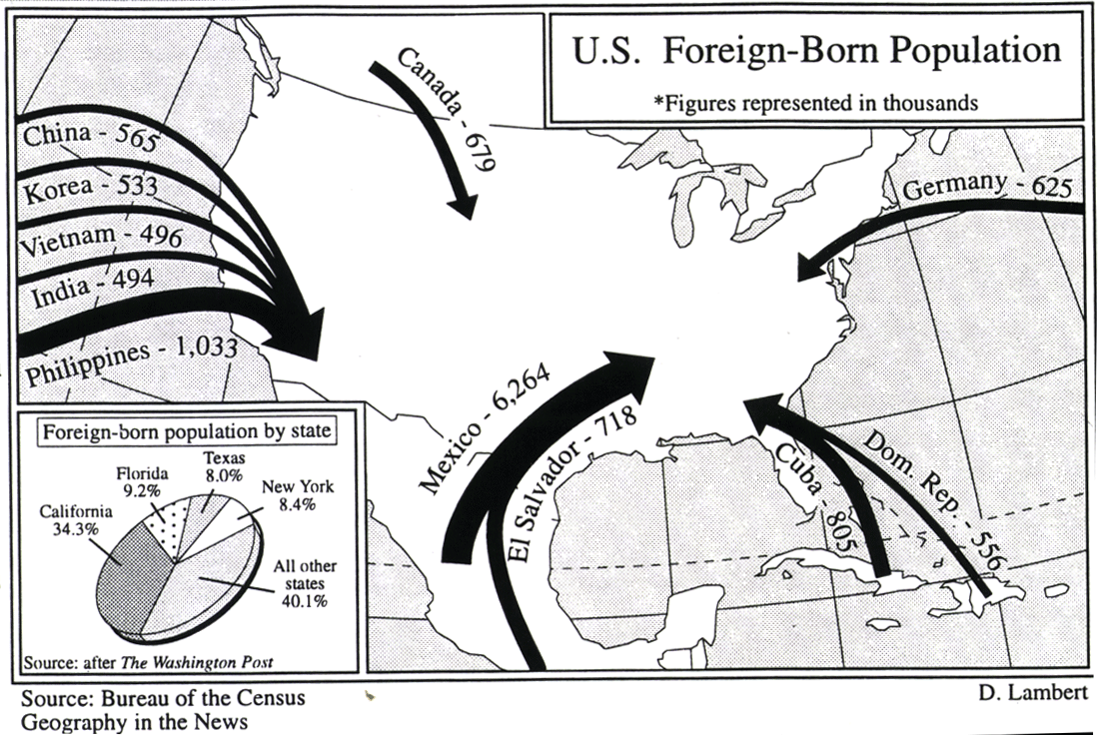 U.S. Foreign-Born Population
*Figures represented in thousands
Canada - 679
China - 565
Korea - 533
Vietnam - 496
India - 494
Philippines - 1,033
Germany - 625
Mexico - 6,264
El Salvador - 718
Cuba - 805
Dom. Rep. - 556
Foreign-born population by state
Texas
8.0%
Florida
9.2%
New York
8.4%
California
34.3%
All other
states
40.1%
Source: after The Washington Post
Source: Bureau of the Census
Geography in the News
D. Lambert